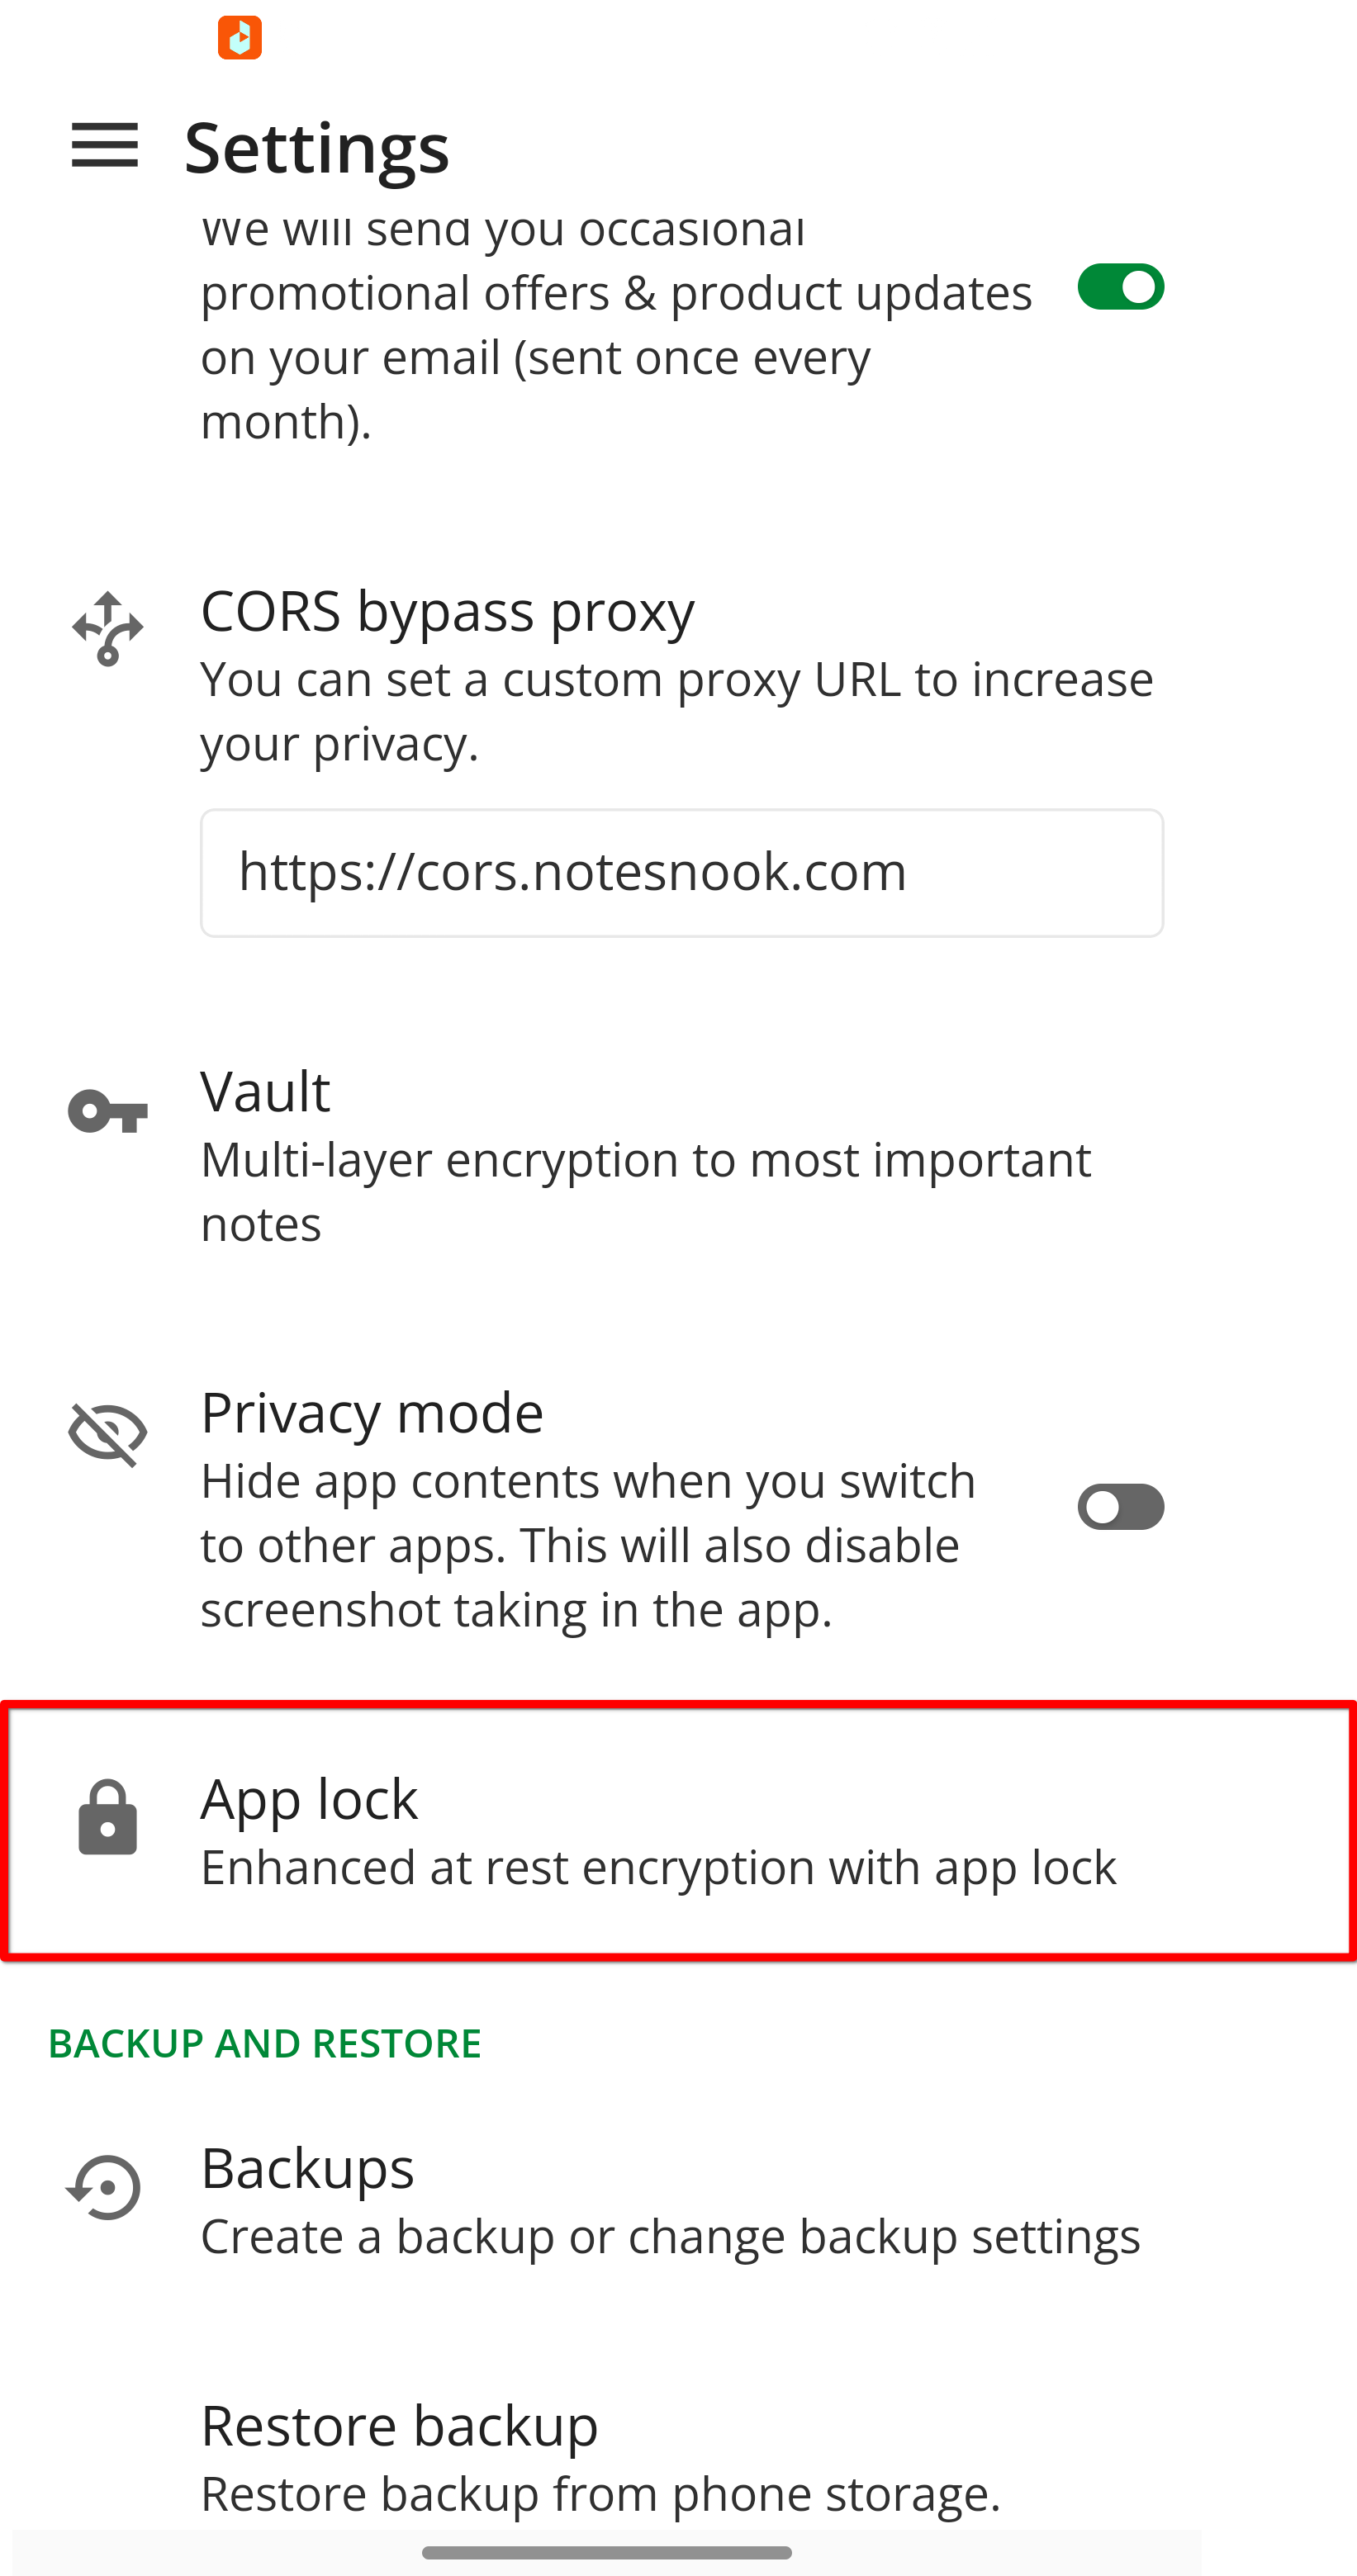 Settings
We will send you occasional
promotional offers & product updates
on your email (sent once every
month).
CORS bypass proxy
You can set a custom proxy URL to increase
your privacy.
https://cors.notesnook.com
Vault
Multi-layer encryption to most important
notes
Privacy mode
Hide app contents when you switch
to other apps. This will also disable
screenshot taking in the app.
App lock
Enhanced at rest encryption with app lock
BACKUP AND RESTORE
Backups
Create a backup or change backup settings
Restore backup
Restore backup from phone storage.